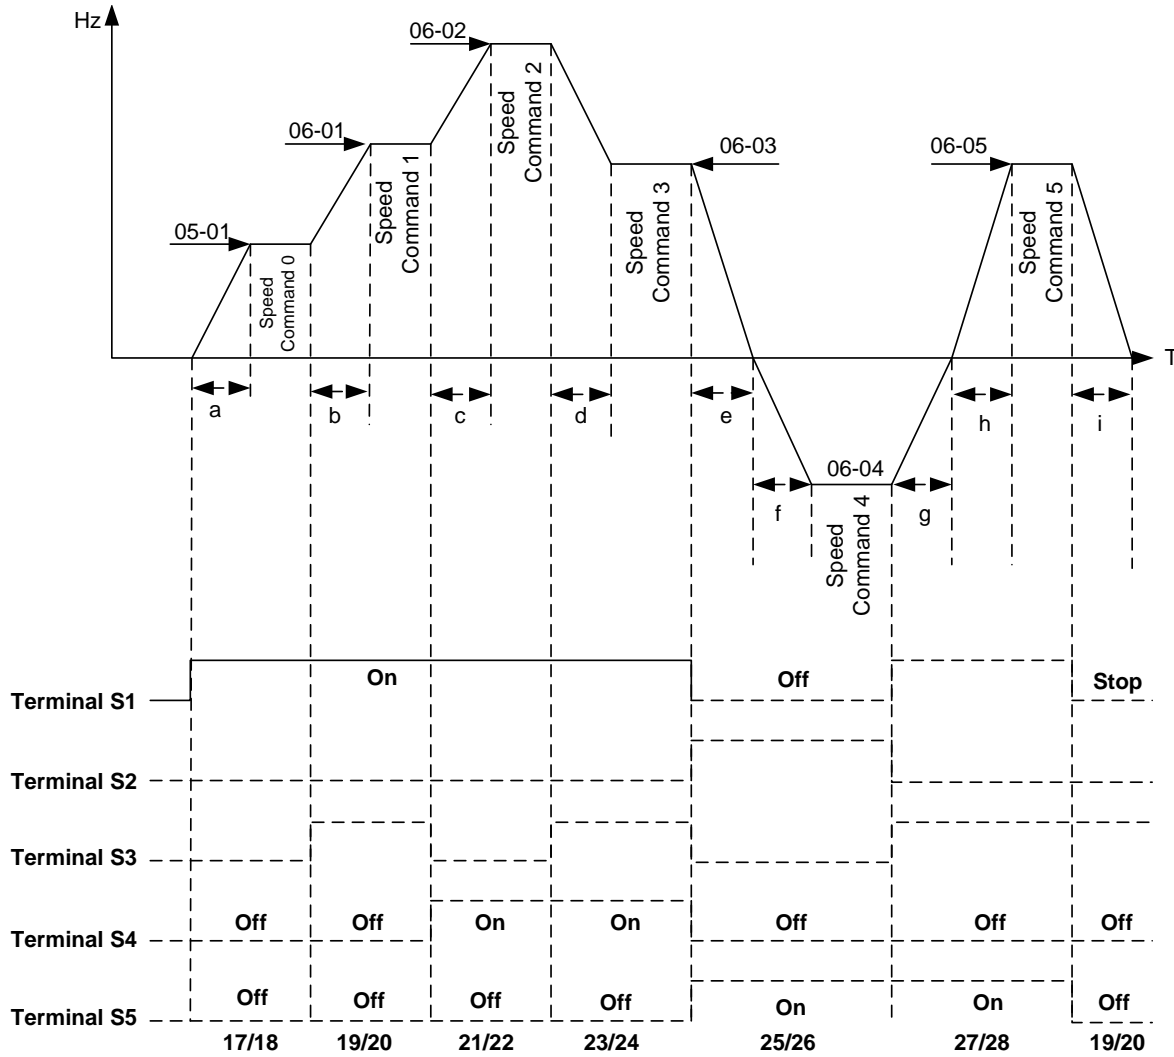 Hz
06-02
06-01
05-01
06-03
06-05
Speed
Command 0
Speed
Command 1
Speed
Command 2
Speed
Command 3
Speed
Command 5
T
a
b
c
d
e
h
i
06-04
f
g
Speed
Command 4
Terminal S1
On
Off
Stop
Terminal S2
Terminal S3
Terminal S4
Off
Off
On
On
Off
Off
Off
Terminal S5
Off
Off
Off
Off
On
On
Off
17/18
19/20
21/22
23/24
25/26
27/28
19/20